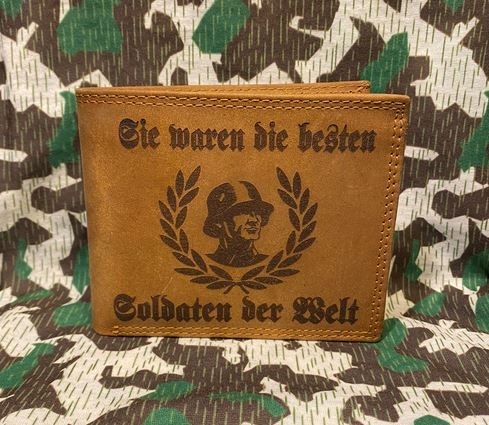 Sie waren die besten
Soldaten der Welt